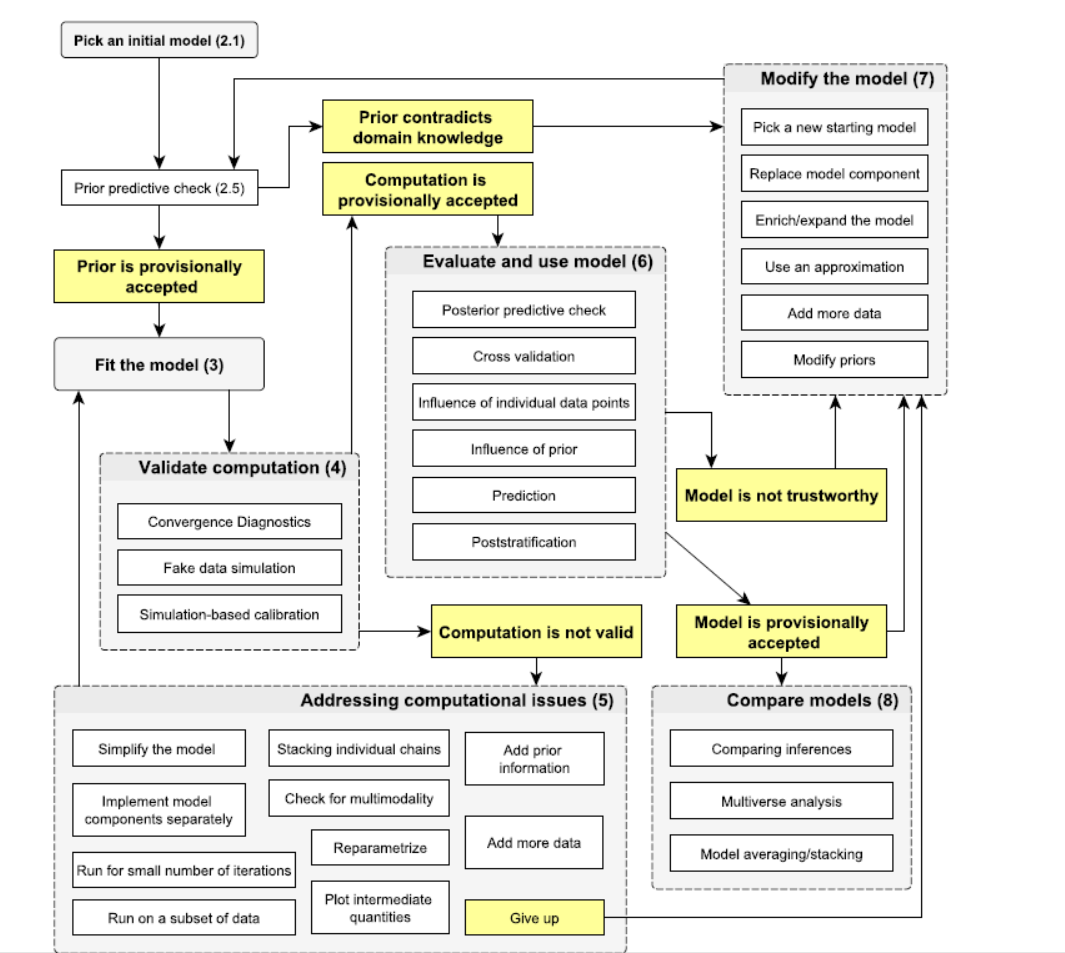 Pick an initial model (2.1)
Modify the model (7)
Pick a new starting model
Replace model component
Enrich/expand the model
Use an approximation
Add more data
Modify priors
Prior contradicts
domain knowledge
Prior predictive check (2.5)
Computation is
provisionally accepted
Prior is provisionally
accepted
Fit the model (3)
Evaluate and use model (6)
Posterior predictive check
Cross validation
Influence of individual data points
Influence of prior
Prediction
Poststratification
Validate computation (4)
Convergence Diagnostics
Fake data simulation
Simulation-based calibration
Model is not trustworthy
Computation is not valid
Model is provisionally
accepted
Addressing computational issues (5)
Simplify the model
Implement model
components separately
Run for small number of iterations
Run on a subset of data
Stacking individual chains
Check for multimodality
Reparametrize
Plot intermediate
quantities
Add prior
information
Add more data
Give up
Compare models (8)
Comparing inferences
Multiverse analysis
Model averaging/stacking